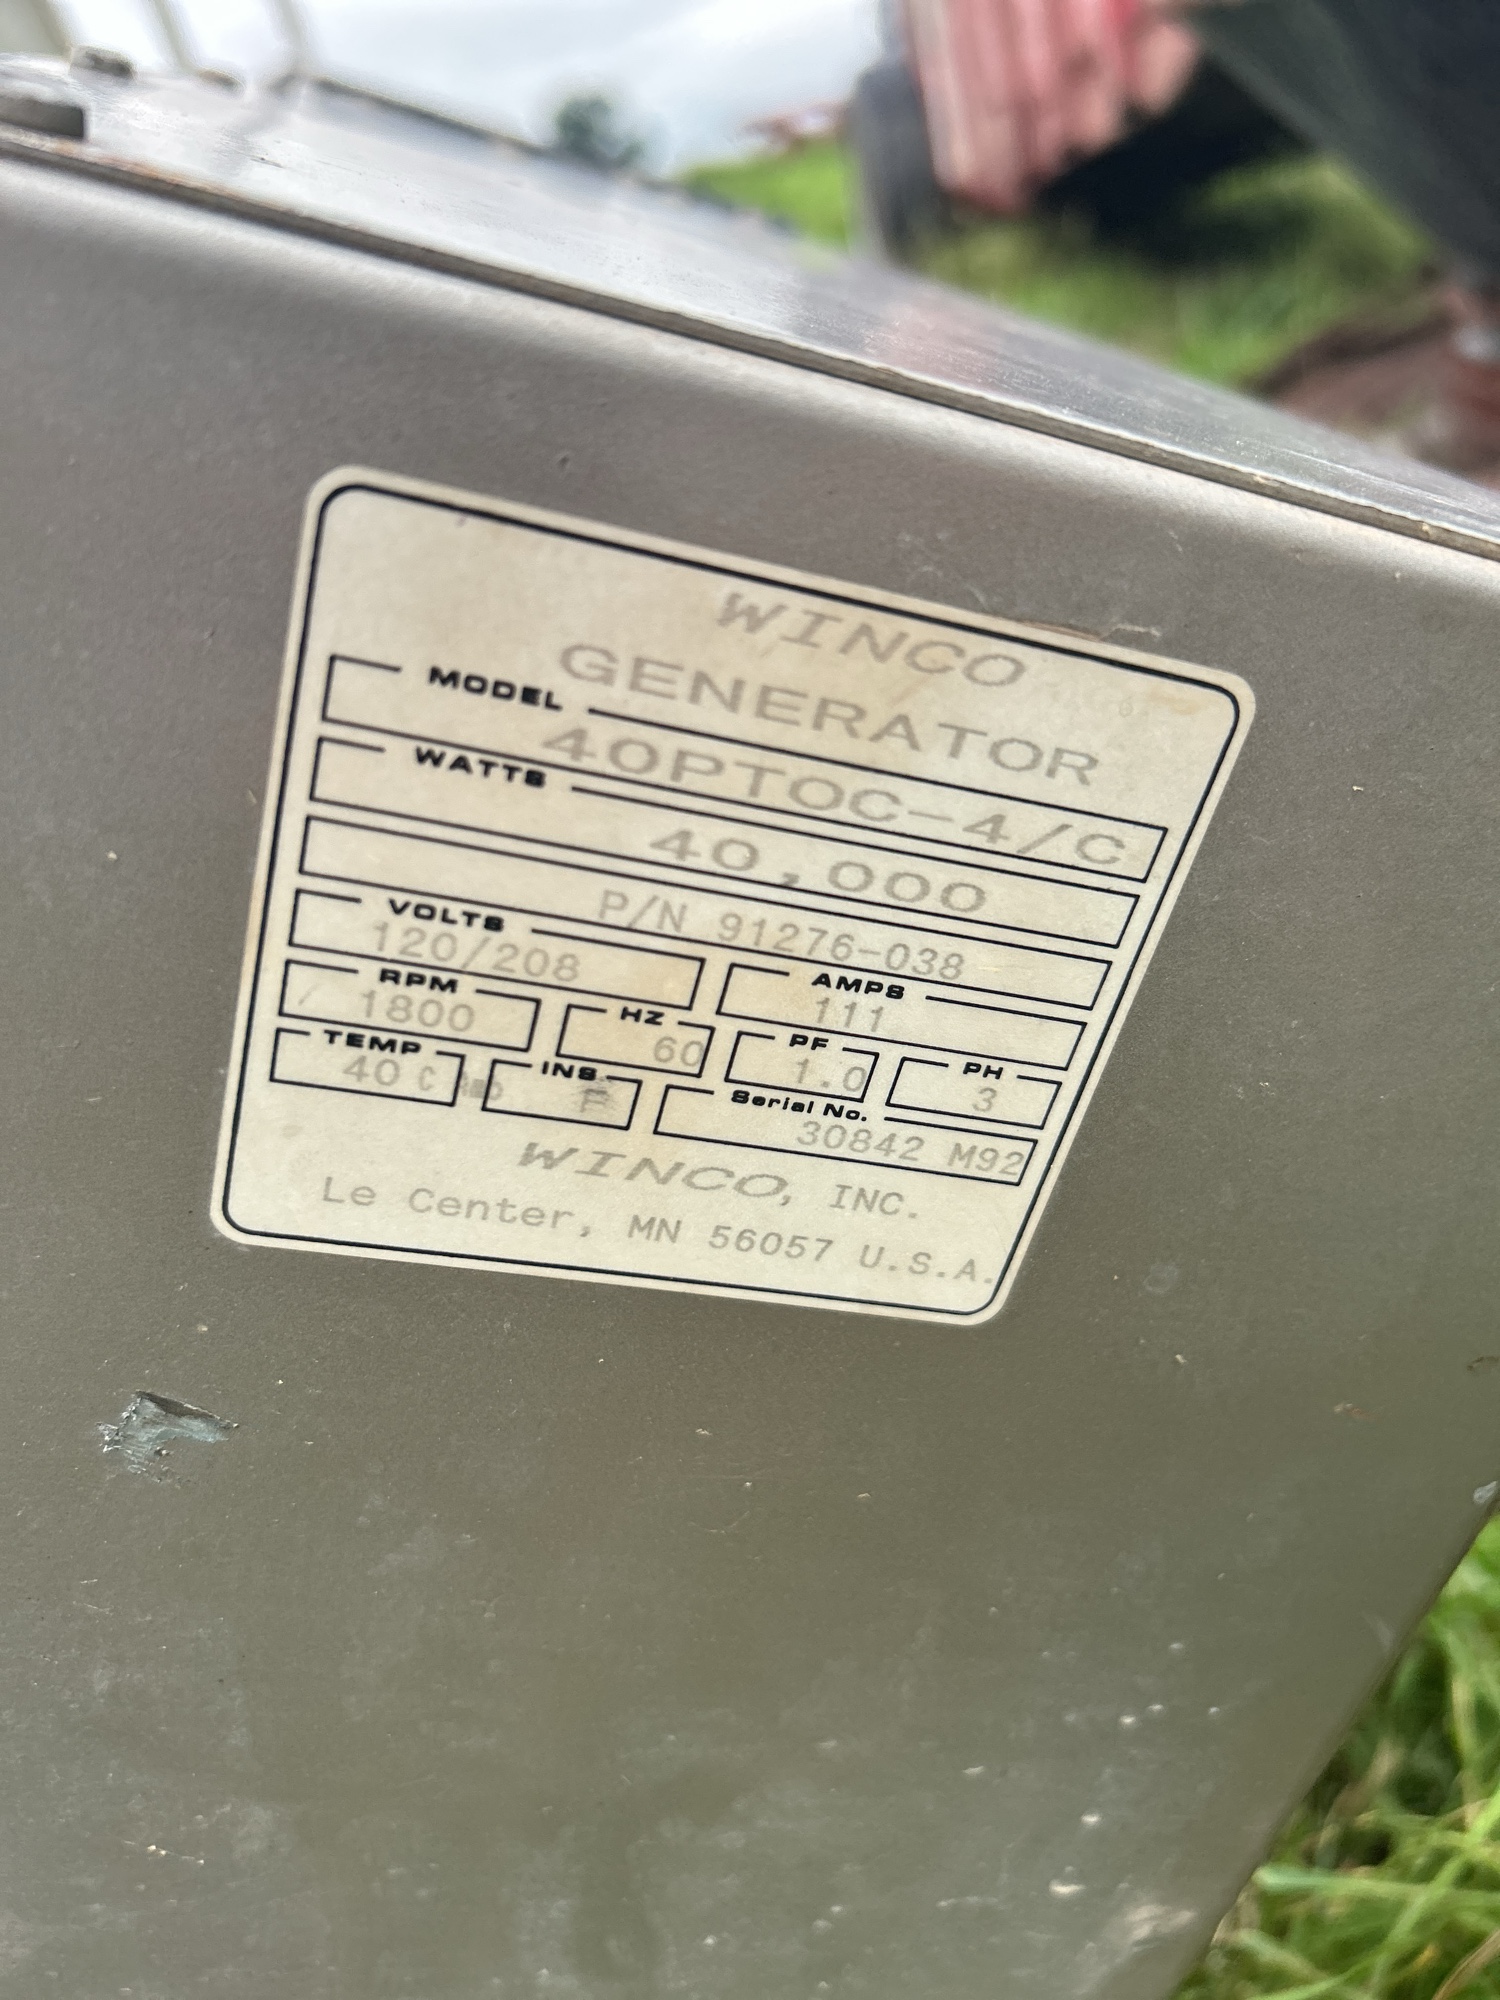 WINCO
GENERATOR
MODEL
40PTOC-4/C
WATTS
40,000
P/N 91276-038
VOLTS AMPS
120/208 111
RPM HZ PF PH
1800 60 1.0 3
TEMP INS. Serial No.
40 C Amb F 30842 M92
WINCO, INC.
Le Center, MN 56057 U.S.A.